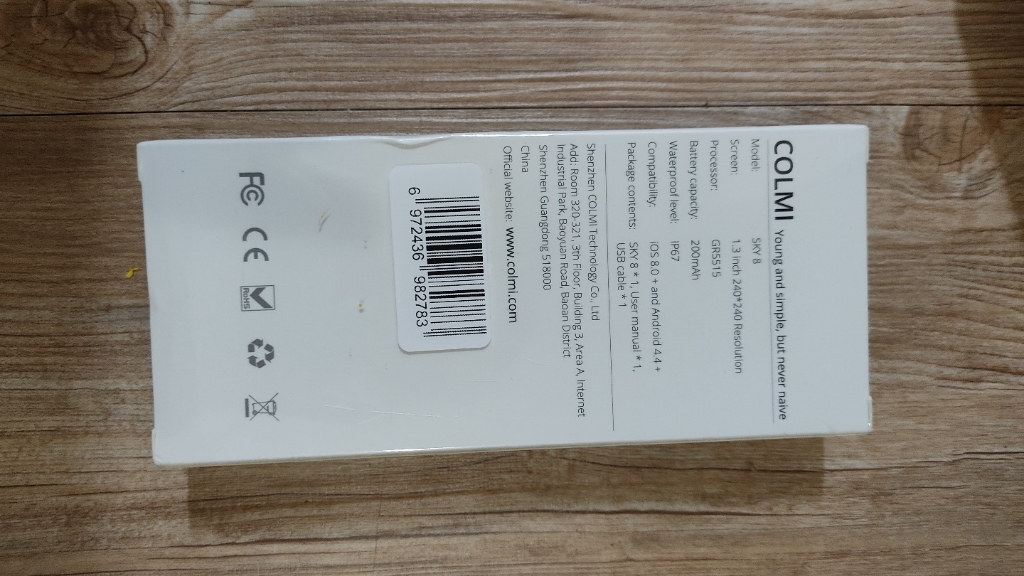 COLMI Young and simple, but never naive
Model: SKY 8
Screen: 1.3 inch 240*240 Resolution
Processor: GR5515
Battery capacity: 200mAh
Waterproof level: IP67
Compatibility: iOS 8.0 + and Android 4.4 +
Package contents: SKY 8 * 1, User manual * 1,
USB cable * 1
Shenzhen COLMI Technology Co., Ltd
Add: Room 320-321, 3th Floor, Building 3, Area A, Internet
Industrial Park, Baoyuan Road, Baoan District
Shenzhen Guangdong 518000
China
Official website: www.colmi.com
6 972436 982783
FC CE RoHS